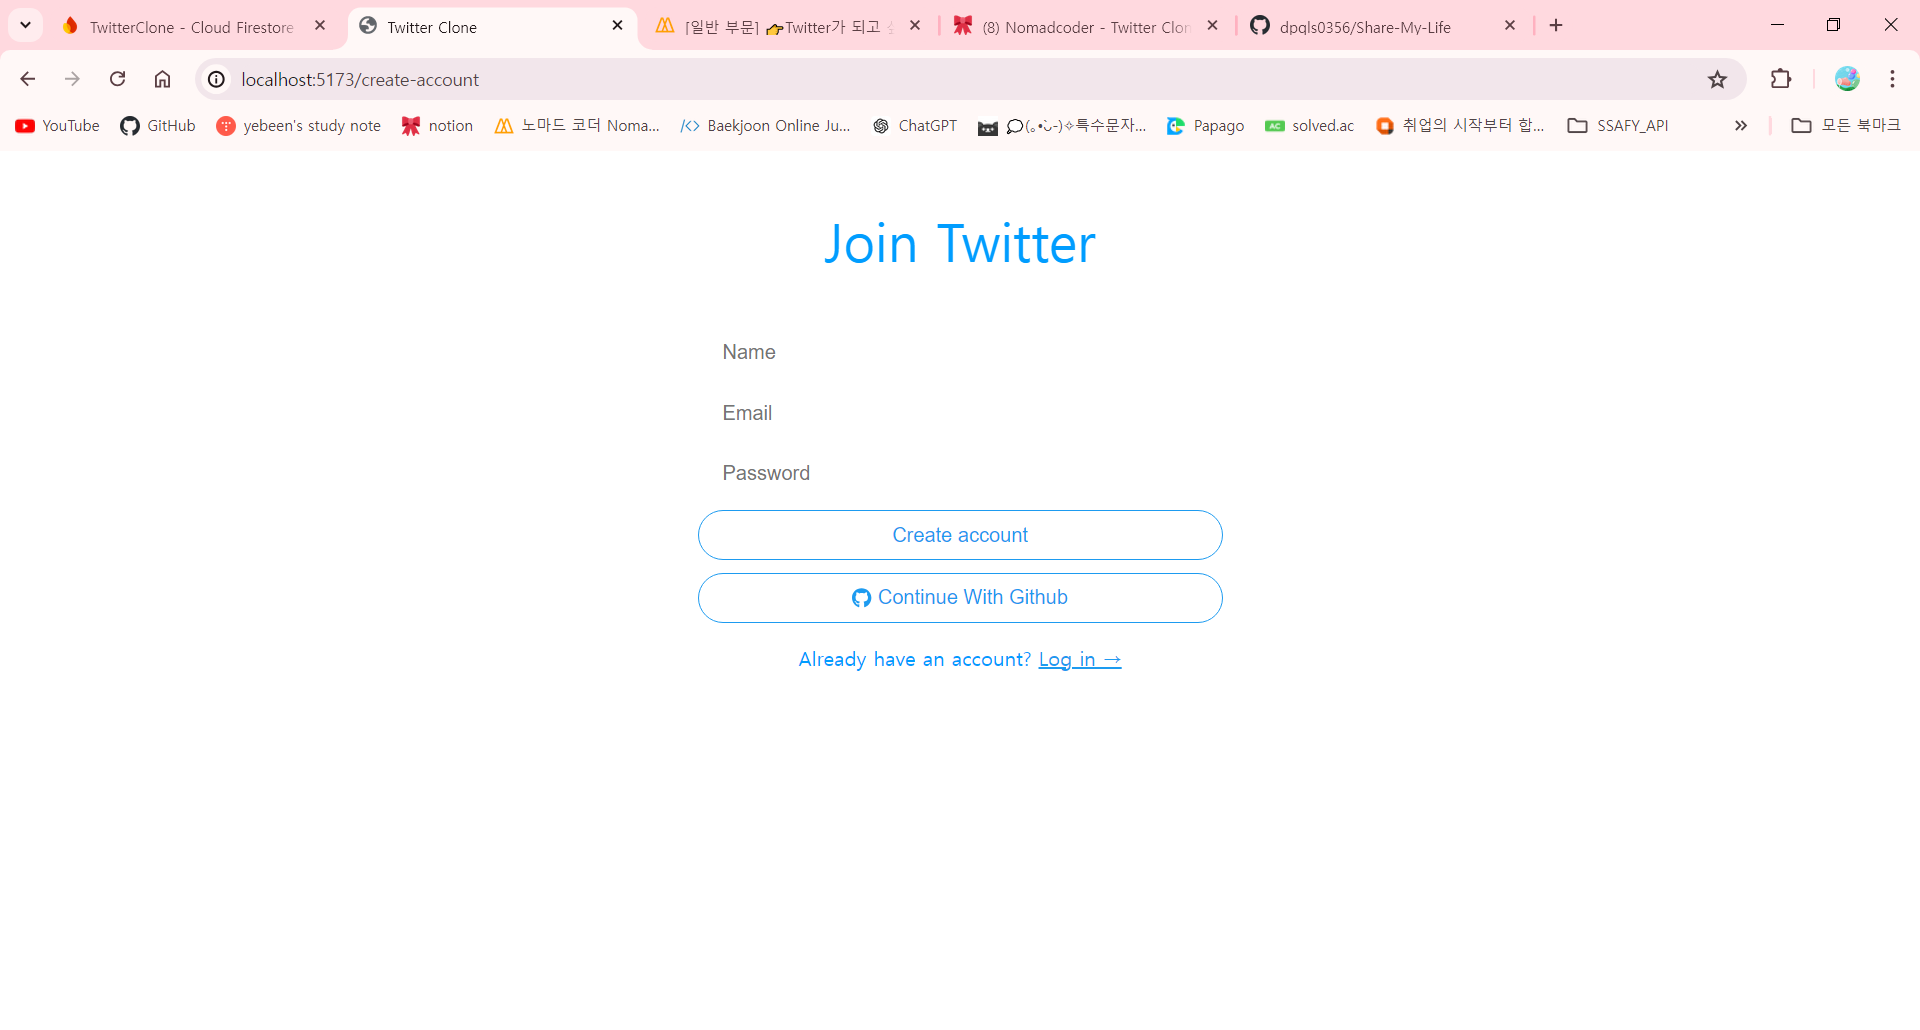 TwitterClone - Cloud Firestore
Twitter Clone
[일반 부문] 👉Twitter가 되고
(8) Nomadcoder - Twitter Clon
dpqls0356/Share-My-Life
localhost:5173/create-account
YouTube
GitHub
yebeen's study note
notion
노마드 코더 Noma...
Baekjoon Online Ju...
ChatGPT
특수문자...
Papago
AC
solved.ac
취업의 시작부터 합...
SSAFY_API
모든 북마크
Join Twitter
Name
Email
Password
Create account
Continue With Github
Already have an account? Log in →